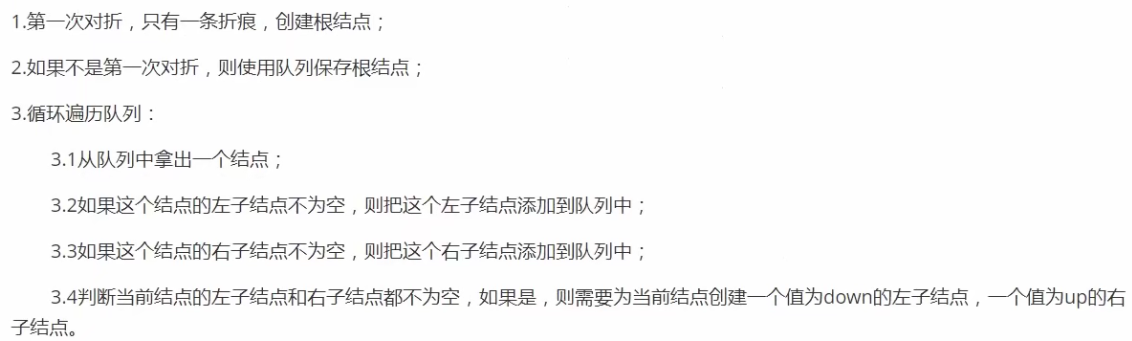 1.第一次对折，只有一条折痕，创建根结点；
2.如果不是第一次对折，则使用队列保存根结点；
3.循环遍历队列：
3.1从队列中拿出一个结点；
3.2如果这个结点的左子结点不为空，则把这个左子结点添加到队列中；
3.3如果这个结点的右子结点不为空，则把这个右子结点添加到队列中；
3.4判断当前结点的左子结点和右子结点都不为空，如果是，则需要为当前结点创建一个值为down的左子结点，一个值为up的右
子结点。